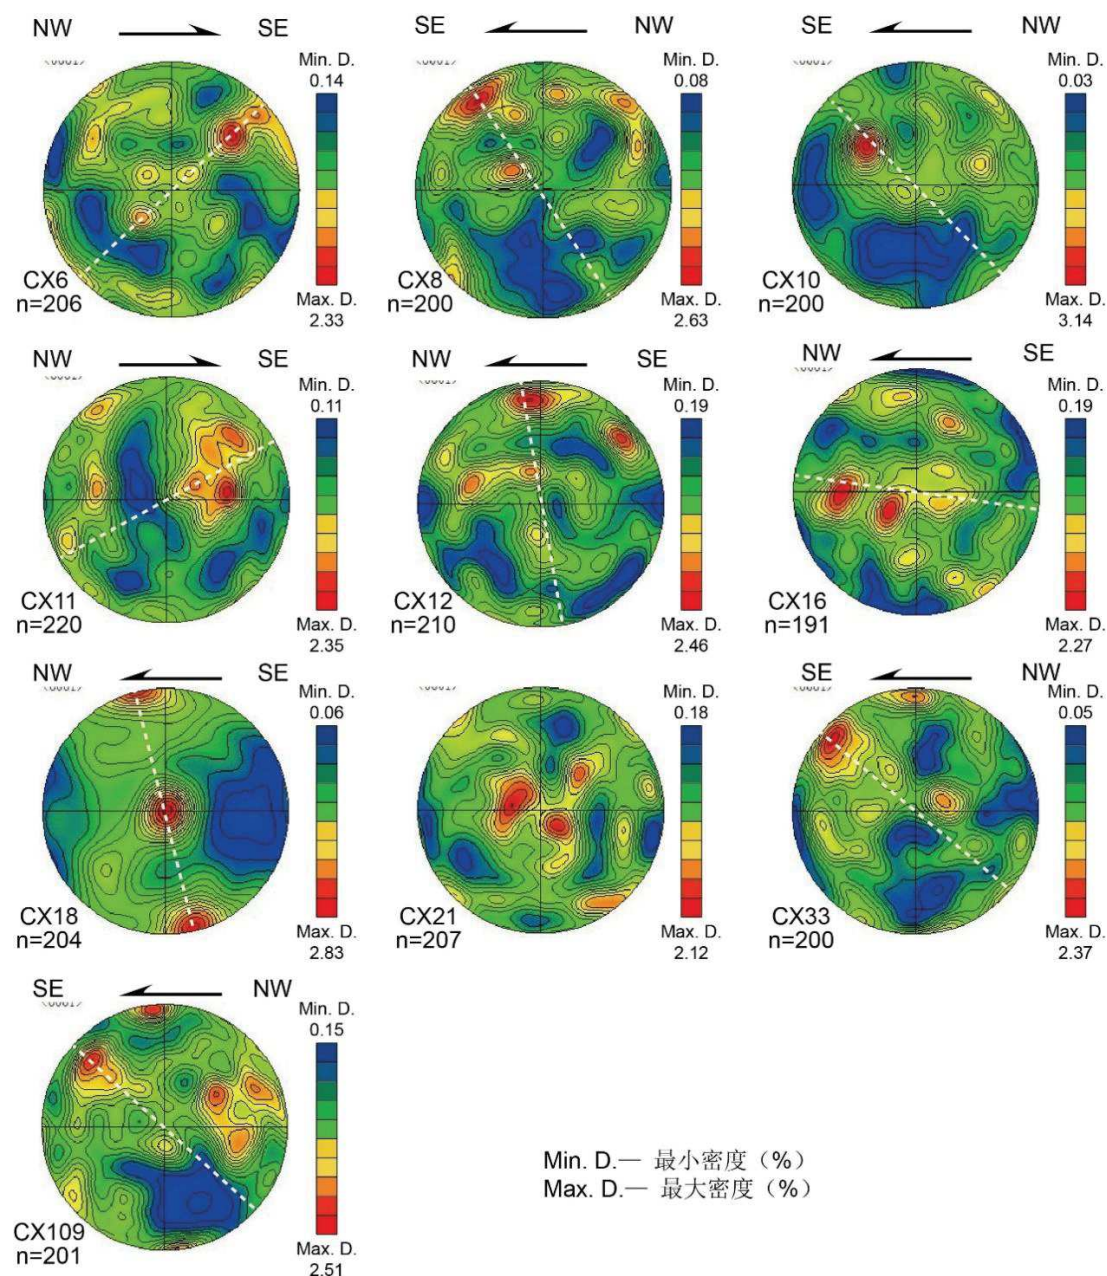 NW SE
Min. D.
0.14
CX6
n=206
Max. D.
2.33
SE NW
Min. D.
0.08
CX8
n=200
Max. D.
2.63
SE NW
Min. D.
0.03
CX10
n=200
Max. D.
3.14
NW SE
Min. D.
0.11
CX11
n=220
Max. D.
2.35
NW SE
Min. D.
0.19
CX12
n=210
Max. D.
2.46
NW SE
Min. D.
0.19
CX16
n=191
Max. D.
2.27
NW SE
Min. D.
0.06
CX18
n=204
Max. D.
2.83
Min. D.
0.18
CX21
n=207
Max. D.
2.12
SE NW
Min. D.
0.05
CX33
n=200
Max. D.
2.37
SE NW
Min. D.
0.15
CX109
n=201
Max. D.
2.51
Min. D.— 最小密度（%）
Max. D.— 最大密度（%）